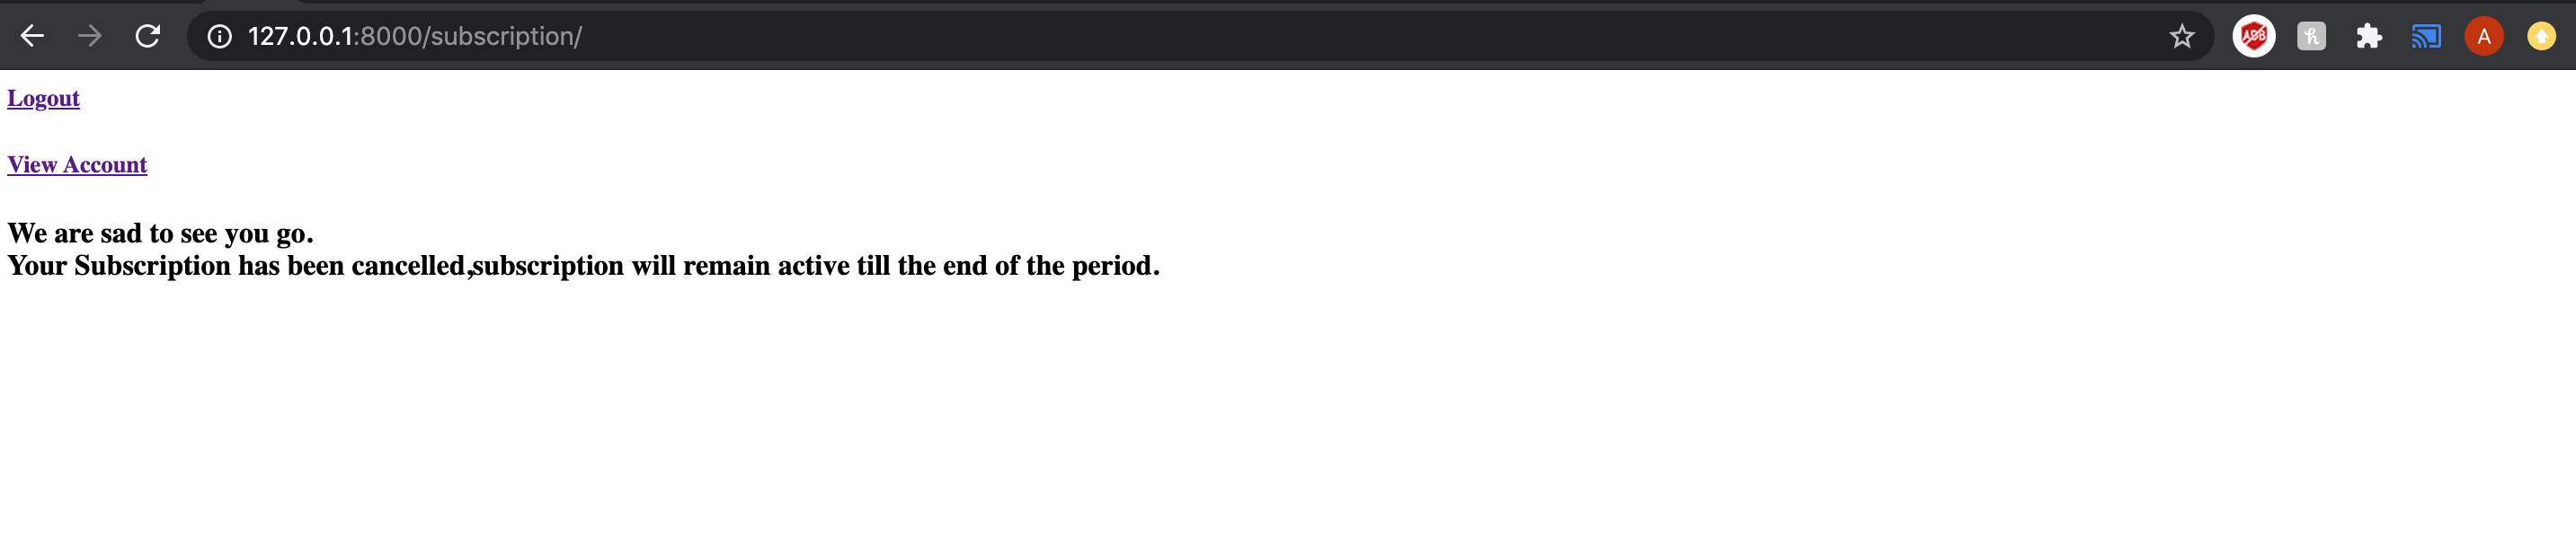 127.0.0.1:8000/subscription/
ABB
h
A
Logout
View Account
We are sad to see you go.
Your Subscription has been cancelled,subscription will remain active till the end of the period.